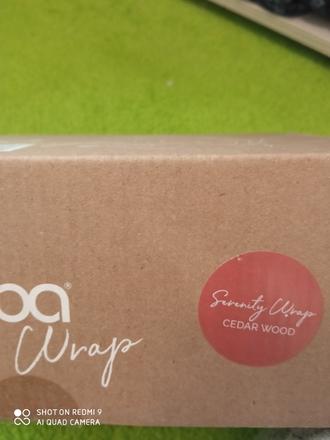 oa®
Wrap
Serenity Wrap
CEDAR WOOD
SHOT ON REDMI 9
AI QUAD CAMERA